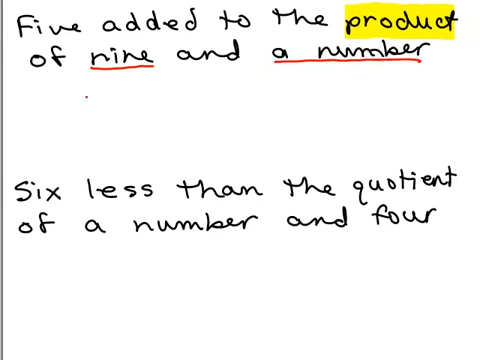 Five added to the product
of nine and a number
Six less than the quotient
of a number and four